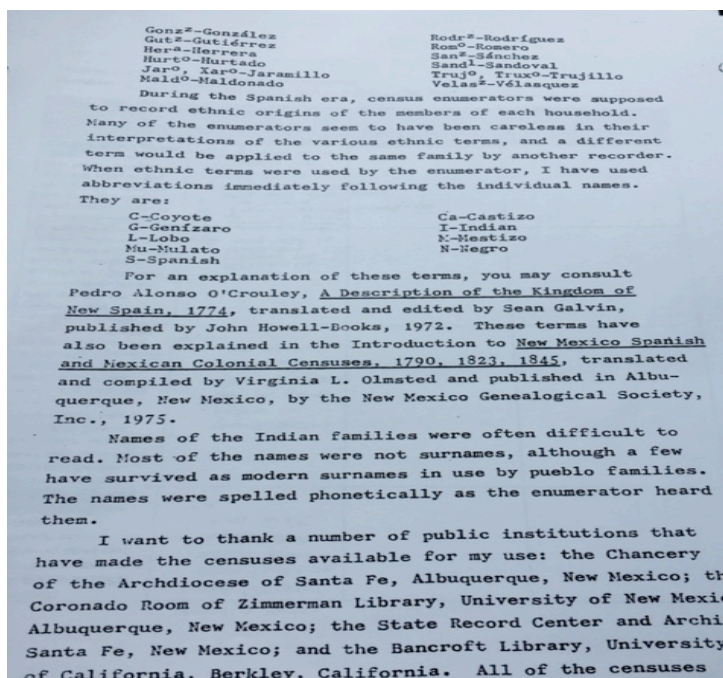 Gonzᶻ-González
Gutᶻ-Gutiérrez
Herᵃ-Herrera
Hurtᵒ-Hurtado
Jarᵒ, Xarᵒ-Jaramillo
Maldᵒ-Maldonado
Rodrᶻ-Rodríguez
Romᵒ-Romero
Sanᶻ-Sánchez
Sandˡ-Sandoval
Trujᵒ, Truxᵒ-Trujillo
Velasᶻ-Vélasquez
During the Spanish era, census enumerators were supposed
to record ethnic origins of the members of each household.
Many of the enumerators seem to have been careless in their
interpretations of the various ethnic terms, and a different
term would be applied to the same family by another recorder.
When ethnic terms were used by the enumerator, I have used
abbreviations immediately following the individual names.
They are:
C-Coyote
G-Genízaro
L-Lobo
Mu-Mulato
S-Spanish
Ca-Castizo
I-Indian
M-Mestizo
N-Negro
For an explanation of these terms, you may consult
Pedro Alonso O'Crouley, A Description of the Kingdom of
New Spain, 1774, translated and edited by Sean Galvin,
published by John Howell-Books, 1972. These terms have
also been explained in the Introduction to New Mexico Spanish
and Mexican Colonial Censuses, 1790, 1823, 1845, translated
and compiled by Virginia L. Olmsted and published in Albu-
querque, New Mexico, by the New Mexico Genealogical Society,
Inc., 1975.
Names of the Indian families were often difficult to
read. Most of the names were not surnames, although a few
have survived as modern surnames in use by pueblo families.
The names were spelled phonetically as the enumerator heard
them.
I want to thank a number of public institutions that
have made the censuses available for my use: the Chancery
of the Archdiocese of Santa Fe, Albuquerque, New Mexico; th
Coronado Room of Zimmerman Library, University of New Mexic
Albuquerque, New Mexico; the State Record Center and Archi
Santa Fe, New Mexico; and the Bancroft Library, University
of California, Berkley, California. All of the censuses